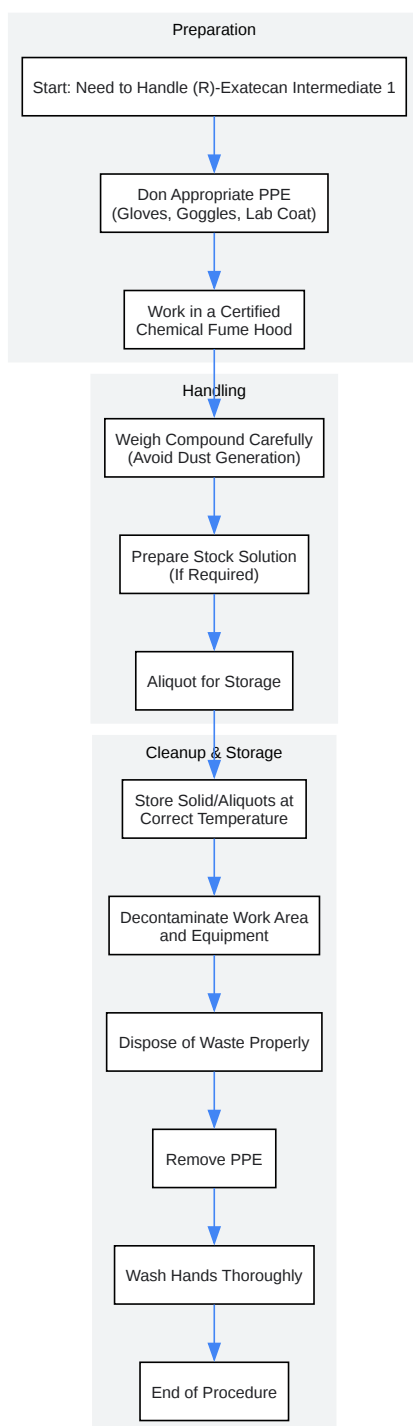 Preparation
Start: Need to Handle (R)-Exatecan Intermediate 1
Don Appropriate PPE
(Gloves, Goggles, Lab Coat)
Work in a Certified
Chemical Fume Hood
Handling
Weigh Compound Carefully
(Avoid Dust Generation)
Prepare Stock Solution
(If Required)
Aliquot for Storage
Cleanup & Storage
Store Solid/Aliquots at
Correct Temperature
Decontaminate Work Area
and Equipment
Dispose of Waste Properly
Remove PPE
Wash Hands Thoroughly
End of Procedure